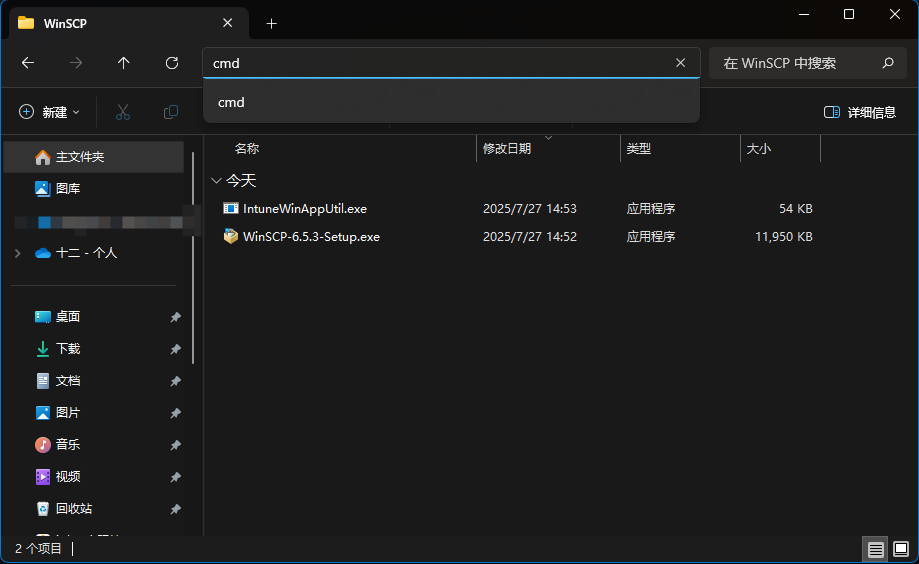 WinSCP
cmd
在 WinSCP 中搜索
cmd
新建
详细信息
名称
修改日期
类型
大小
主文件夹
图库
十二 - 个人
桌面
下载
文档
图片
音乐
视频
回收站
今天
IntuneWinAppUtil.exe 2025/7/27 14:53 应用程序 54 KB
WinSCP-6.5.3-Setup.exe 2025/7/27 14:52 应用程序 11,950 KB
2 个项目